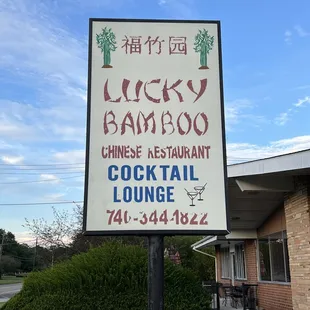 福竹园
LUCKY
BAMBOO
CHINESE RESTAURANT
COCKTAIL
LOUNGE
740-344-1822